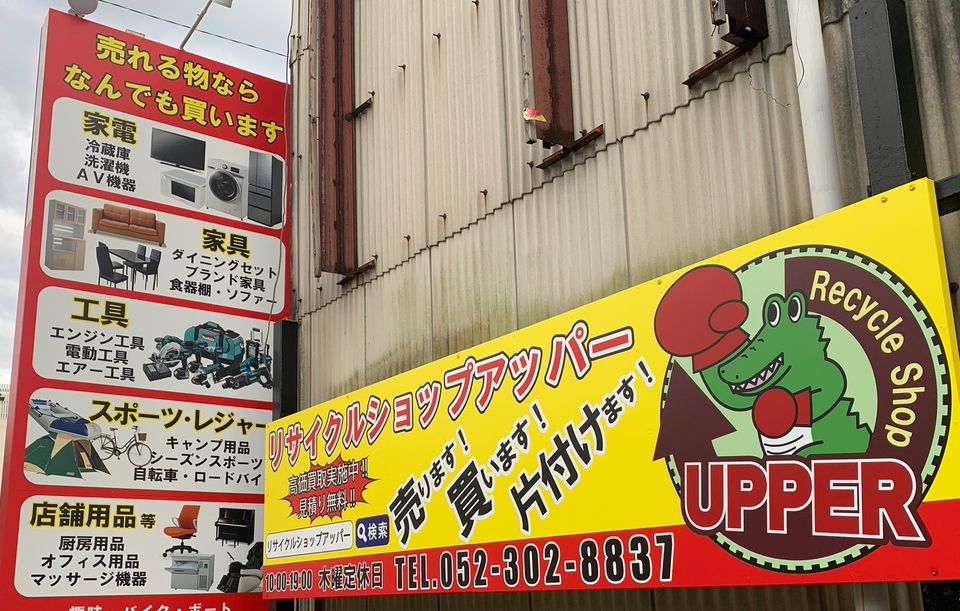 売れる物なら
なんでも買います
家電
冷蔵庫
洗濯機
AV機器
家具
ダイニングセット
ブランド家具
食器棚・ソファー
工具
エンジン工具
電動工具
エアー工具
スポーツ・レジャー
キャンプ用品
シーズンスポーツ
自転車・ロードバイ
店舗用品等
厨房用品
オフィス用品
マッサージ機器
趣味・バイク・ボート
リサイクルショップアッパー
高価買取実施中!!
見積り無料!!
売ります!
買います!
片付けます!
リサイクルショップアッパー 検索
10:00-19:00 木曜定休日 TEL.052-302-8837
Recycle Shop
UPPER